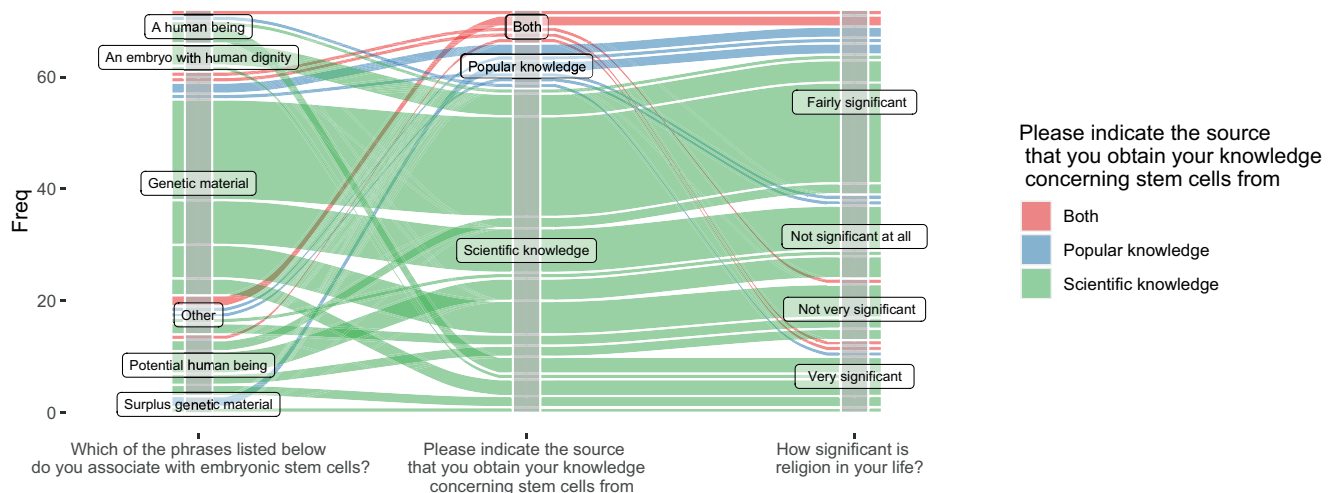 A human being
Both
An embryo with human dignity
Popular knowledge
60
Fairly significant
Please indicate the source
that you obtain your knowledge
concerning stem cells from
Both
Popular knowledge
Scientific knowledge
Freq
40
Genetic material
Not significant at all
Scientific knowledge
20
Other
Not very significant
Potential human being
Very significant
Surplus genetic material
0
Which of the phrases listed below
do you associate with embryonic stem cells?
Please indicate the source
that you obtain your knowledge
concerning stem cells from
How significant is
religion in your life?